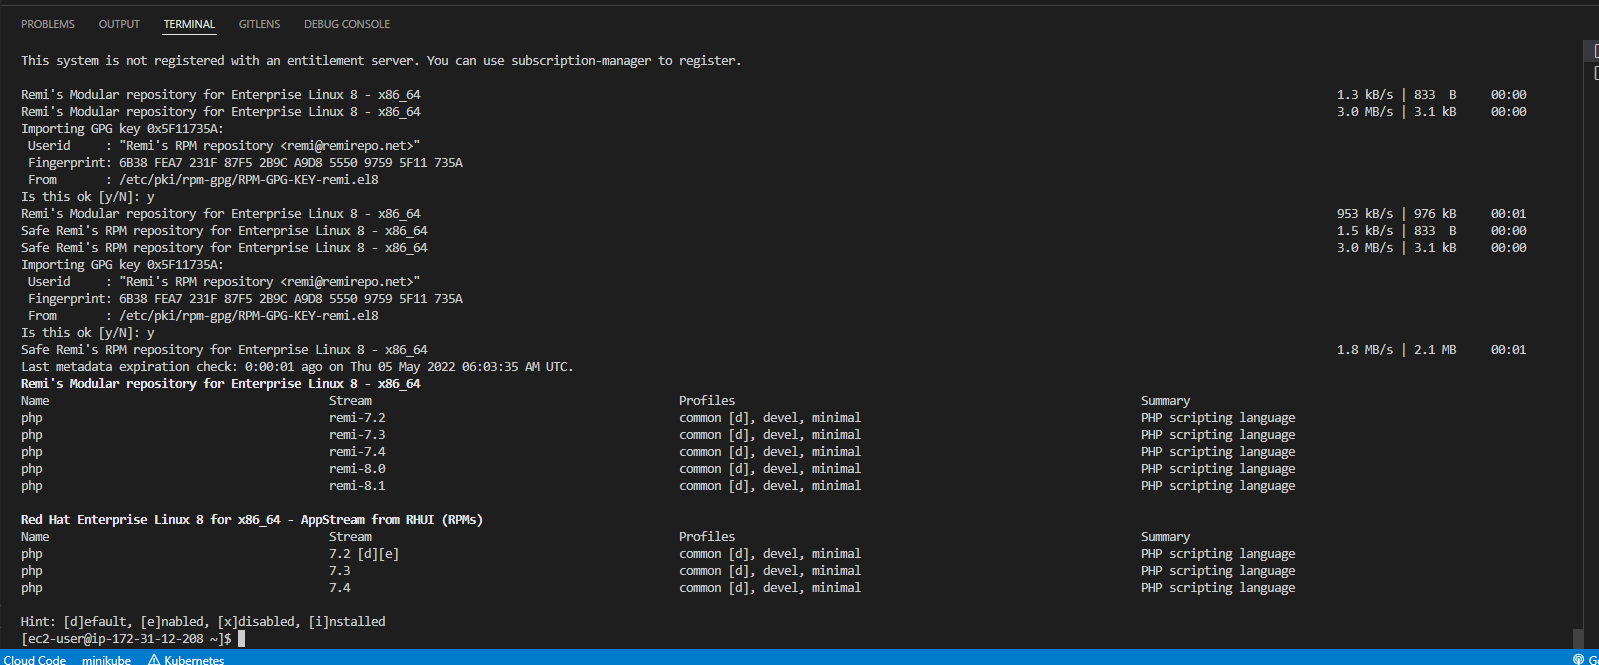 PROBLEMS OUTPUT TERMINAL GITLENS DEBUG CONSOLE
This system is not registered with an entitlement server. You can use subscription-manager to register.
Remi's Modular repository for Enterprise Linux 8 - x86_64 1.3 kB/s | 833 B 00:00
Remi's Modular repository for Enterprise Linux 8 - x86_64 3.0 MB/s | 3.1 kB 00:00
Importing GPG key 0x5F11735A:
Userid : "Remi's RPM repository <remi@remirepo.net>"
Fingerprint: 6B38 FEA7 231F 87F5 2B9C A9D8 5550 9759 5F11 735A
From : /etc/pki/rpm-gpg/RPM-GPG-KEY-remi.el8
Is this ok [y/N]: y
Remi's Modular repository for Enterprise Linux 8 - x86_64 953 kB/s | 976 kB 00:01
Safe Remi's RPM repository for Enterprise Linux 8 - x86_64 1.5 kB/s | 833 B 00:00
Safe Remi's RPM repository for Enterprise Linux 8 - x86_64 3.0 MB/s | 3.1 kB 00:00
Importing GPG key 0x5F11735A:
Userid : "Remi's RPM repository <remi@remirepo.net>"
Fingerprint: 6B38 FEA7 231F 87F5 2B9C A9D8 5550 9759 5F11 735A
From : /etc/pki/rpm-gpg/RPM-GPG-KEY-remi.el8
Is this ok [y/N]: y
Safe Remi's RPM repository for Enterprise Linux 8 - x86_64 1.8 MB/s | 2.1 MB 00:01
Last metadata expiration check: 0:00:01 ago on Thu 05 May 2022 06:03:35 AM UTC.
Remi's Modular repository for Enterprise Linux 8 - x86_64
Name Stream Profiles Summary
php remi-7.2 common [d], devel, minimal PHP scripting language
php remi-7.3 common [d], devel, minimal PHP scripting language
php remi-7.4 common [d], devel, minimal PHP scripting language
php remi-8.0 common [d], devel, minimal PHP scripting language
php remi-8.1 common [d], devel, minimal PHP scripting language
Red Hat Enterprise Linux 8 for x86_64 - AppStream from RHUI (RPMs)
Name Stream Profiles Summary
php 7.2 [d][e] common [d], devel, minimal PHP scripting language
php 7.3 common [d], devel, minimal PHP scripting language
php 7.4 common [d], devel, minimal PHP scripting language
Hint: [d]efault, [e]nabled, [x]disabled, [i]nstalled
[ec2-user@ip-172-31-12-208 ~]$
Cloud Code minikube Kubernetes